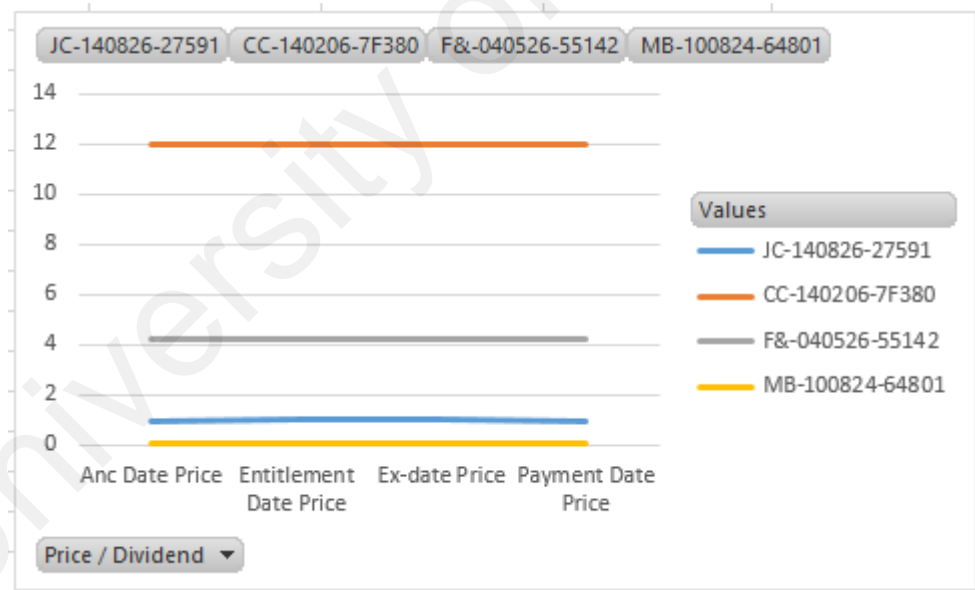 JC-140826-27591 CC-140206-7F380 F&-040526-55142 MB-100824-64801
14
12
10
8
6
4
2
0
Anc Date Price Entitlement Date Price Ex-date Price Payment Date Price
Values
JC-140826-27591
CC-140206-7F380
F&-040526-55142
MB-100824-64801
Price / Dividend
University of